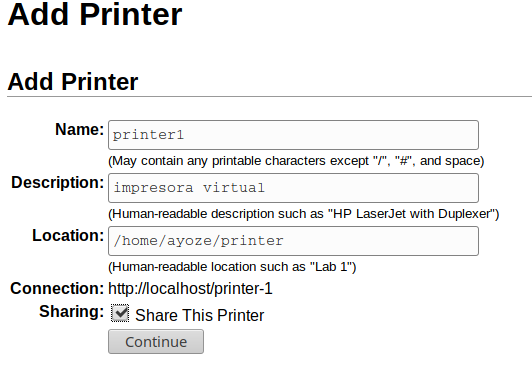 Add Printer
Add Printer
Name: printer1
(May contain any printable characters except "/", "#", and space)
Description: impresora virtual
(Human-readable description such as "HP LaserJet with Duplexer")
Location: /home/ayoze/printer
(Human-readable location such as "Lab 1")
Connection: http://localhost/printer-1
Sharing: Share This Printer
Continue